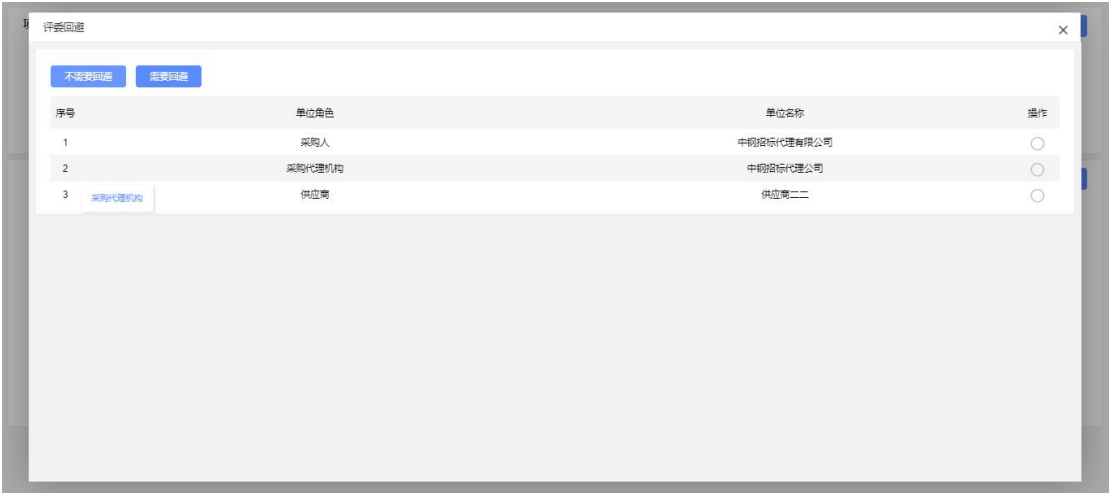 评委回避
不需要回避 需要回避
序号 单位角色 单位名称 操作
1 采购人 中钢招标代理有限公司
2 采购代理机构 中钢招标代理公司
3 供应商 供应商二二
采购代理机构